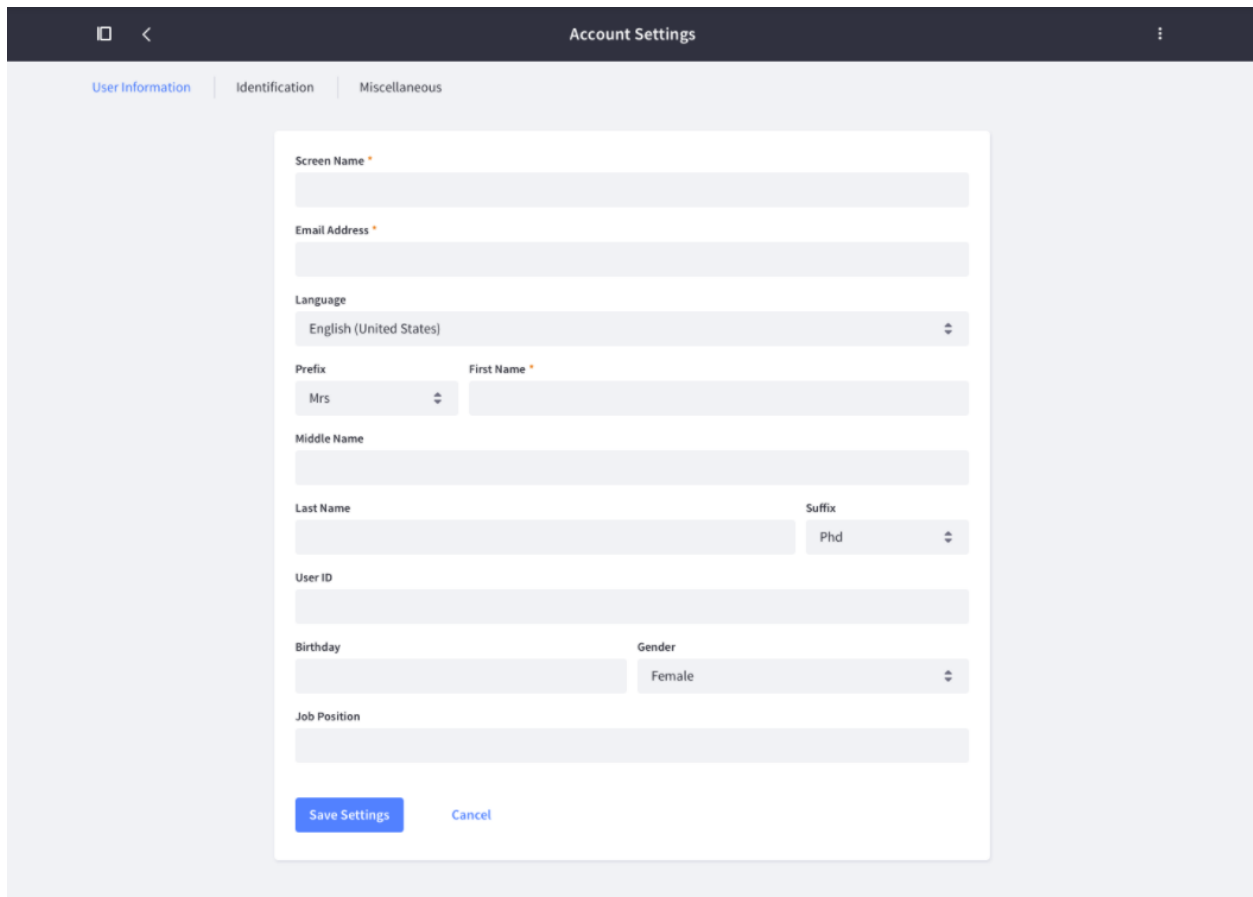 Account Settings
User Information Identification Miscellaneous
Screen Name *
Email Address *
Language
English (United States)
Prefix First Name *
Mrs
Middle Name
Last Name Suffix
Phd
User ID
Birthday Gender
Female
Job Position
Save Settings Cancel